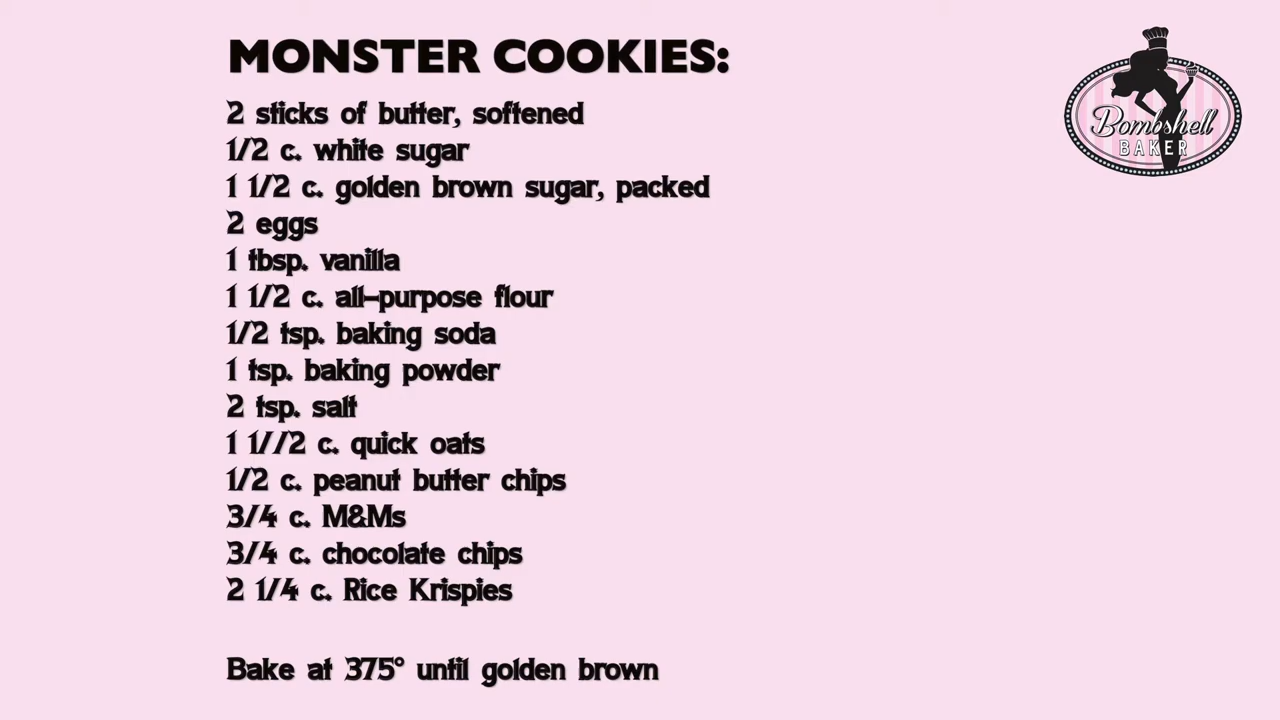 MONSTER COOKIES:
2 sticks of butter, softened
1/2 c. white sugar
1 1/2 c. golden brown sugar, packed
2 eggs
1 tbsp. vanilla
1 1/2 c. all-purpose flour
1/2 tsp. baking soda
1 tsp. baking powder
2 tsp. salt
1 1//2 c. quick oats
1/2 c. peanut butter chips
3/4 c. M&Ms
3/4 c. chocolate chips
2 1/4 c. Rice Krispies
Bake at 375° until golden brown
Bombshell
BAKER